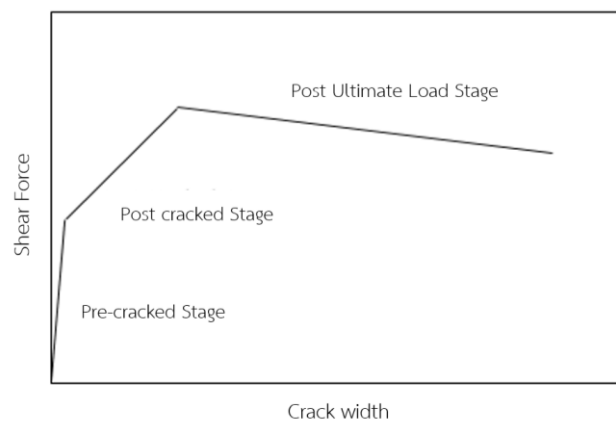 Post Ultimate Load Stage
Post cracked Stage
Pre-cracked Stage
Shear Force
Crack width